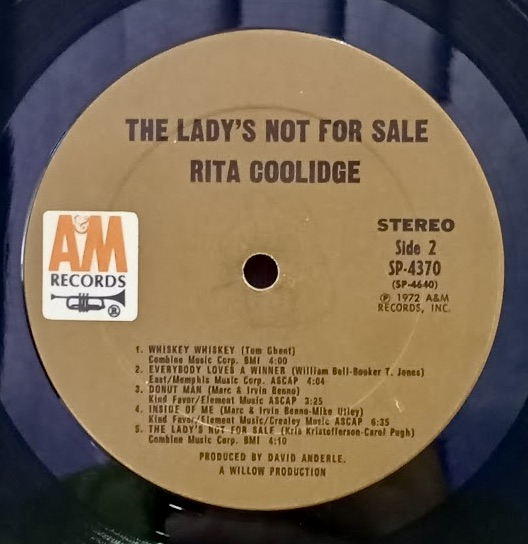 THE LADY'S NOT FOR SALE
RITA COOLIDGE
A&M
RECORDS
®
STEREO
Side 2
SP-4370
(SP-4640)
℗ 1972 A&M
RECORDS, INC.
1. WHISKEY WHISKEY (Tom Ghent)
Combine Music Corp. BMI 4:00
2. EVERYBODY LOVES A WINNER (William Bell-Booker T. Jones)
East/Memphis Music Corp. ASCAP 4:04
3. DONUT MAN (Marc & Irvin Benno)
Kind Favor/Element Music ASCAP 3:25
4. INSIDE OF ME (Marc & Irvin Benno-Mike Utley)
Kind Favor/Element Music/Crealey Music ASCAP 6:35
5. THE LADY'S NOT FOR SALE (Kris Kristofferson-Carol Pugh)
Combine Music Corp. BMI 4:10
PRODUCED BY DAVID ANDERLE.
A WILLOW PRODUCTION